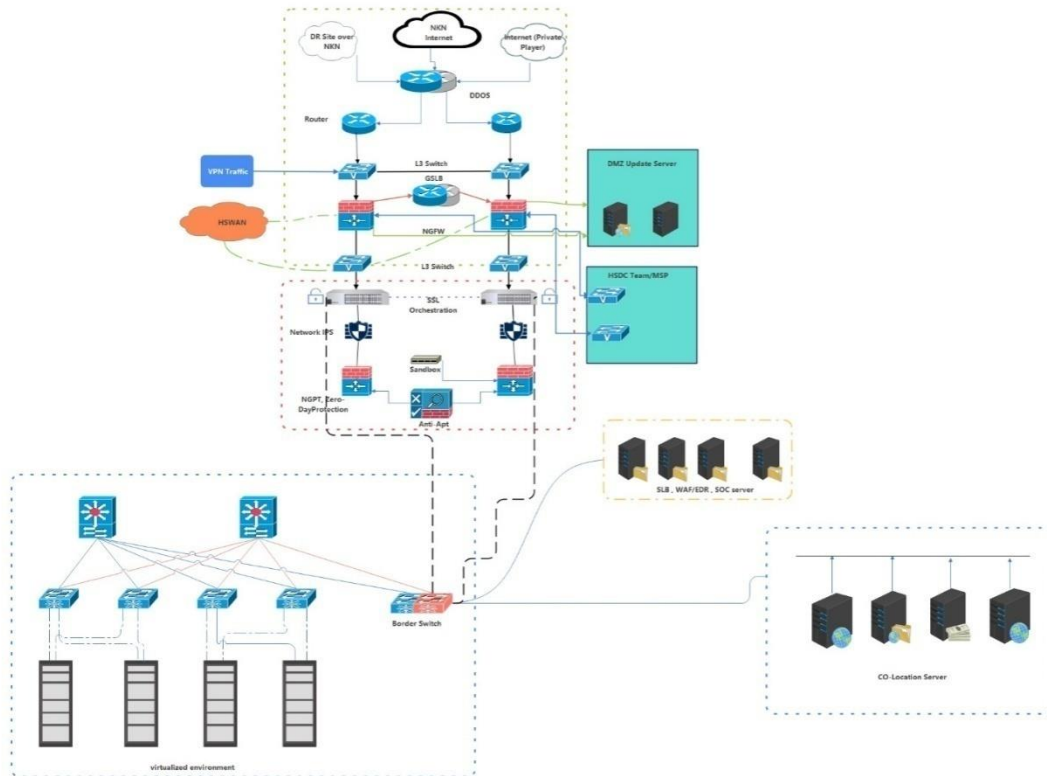 DR Site over
NKN
NKN
Internet
Internet (Private
Player)
DDOS
Router
L3 Switch
VPN Traffic
GSLB
DMZ Update Server
HSWAN
NGFW
L3 Switch
HSDC Team/MSP
SSL
Orchestration
Network IPS
Sandbox
NGPT, Zero-
DayProtection
Anti-Apt
SLB , WAF/EDR , SOC server
Border Switch
CO-Location Server
virtualized environment